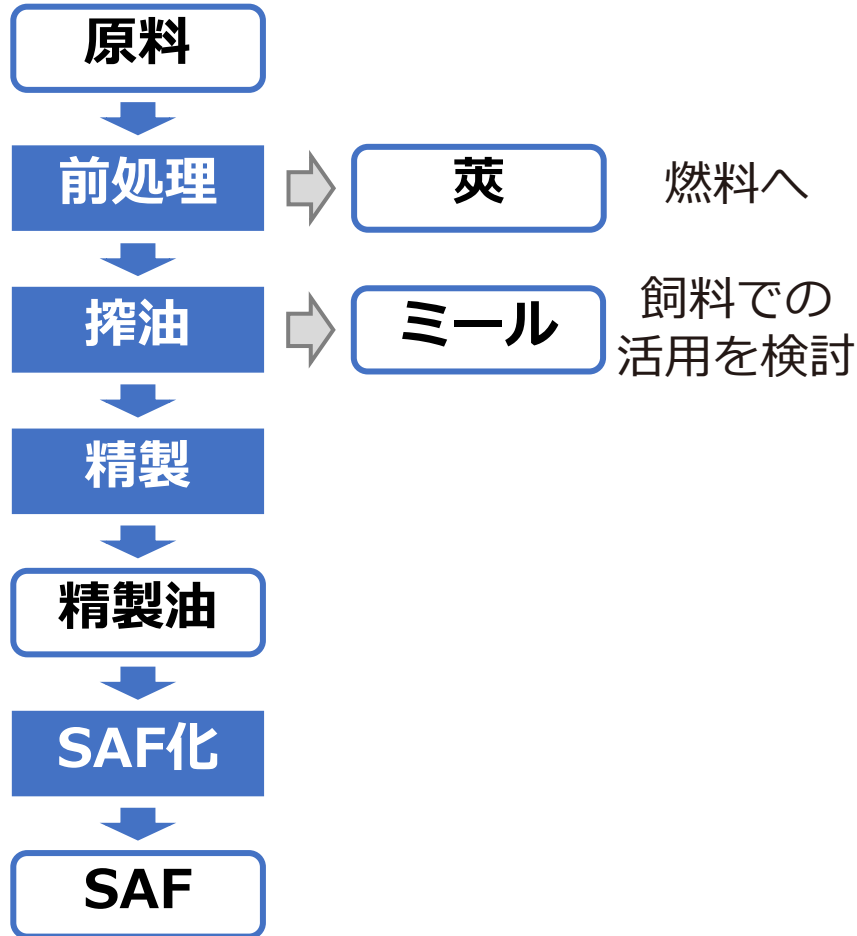 原料
前処理
莢
燃料へ
搾油
ミール
飼料での
活用を検討
精製
精製油
SAF化
SAF